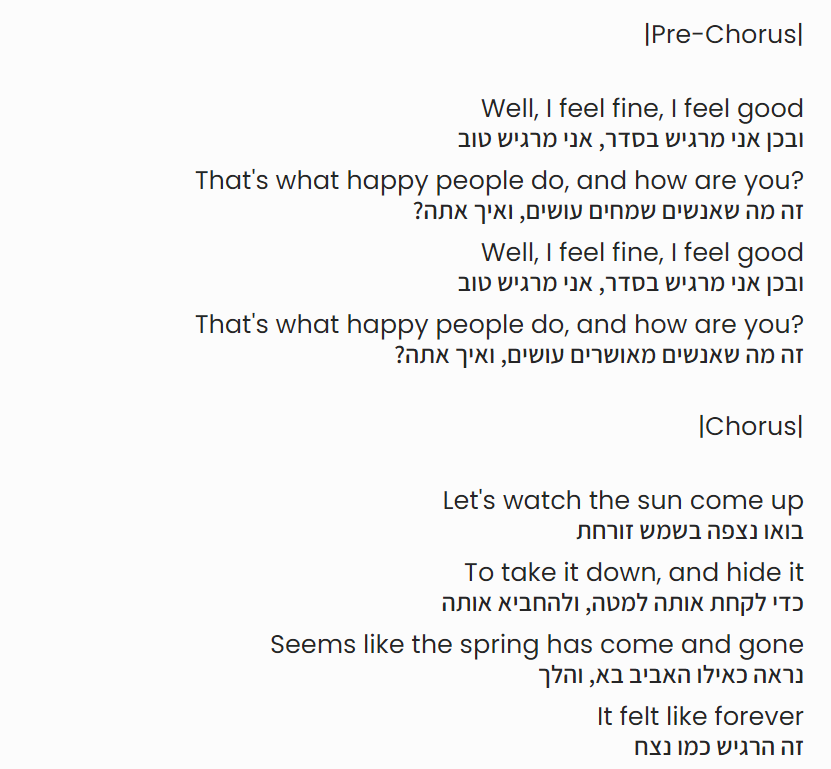 |Pre-Chorus|
Well, I feel fine, I feel good
ובכן אני מרגיש בסדר, אני מרגיש טוב
That's what happy people do, and how are you?
זה מה שאנשים שמחים עושים, ואיך אתה?
Well, I feel fine, I feel good
ובכן אני מרגיש בסדר, אני מרגיש טוב
That's what happy people do, and how are you?
זה מה שאנשים מאושרים עושים, ואיך אתה?
|Chorus|
Let's watch the sun come up
בואו נצפה בשמש זורחת
To take it down, and hide it
כדי לקחת אותה למטה, ולהחביא אותה
Seems like the spring has come and gone
נראה כאילו האביב בא, והלך
It felt like forever
זה הרגיש כמו נצח